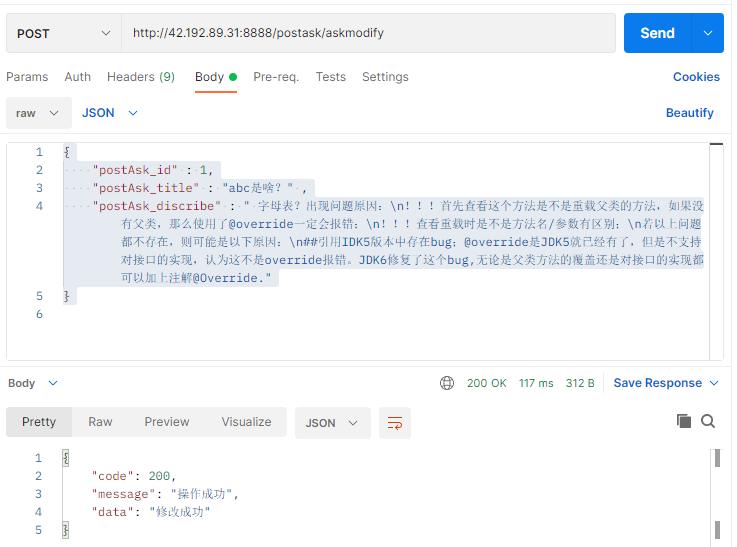 POST http://42.192.89.31:8888/postask/askmodify Send
Params Auth Headers (9) Body Pre-req. Tests Settings Cookies
raw JSON Beautify
1 {
2 "postAsk_id" : 1,
3 "postAsk_title" : "abc是啥？" ,
4 "postAsk_discribe" : " 字母表？出现问题原因：\n！！！首先查看这个方法是不是重载父类的方法，如果没
有父类，那么使用了@override一定会报错；\n！！！查看重载时是不是方法名/参数有区别；\n若以上问题
都不存在，则可能是以下原因：\n##引用IDK5版本中存在bug；@override是JDK5就已经有了，但是不支持
对接口的实现，认为这不是override报错。JDK6修复了这个bug,无论是父类方法的覆盖还是对接口的实现都
可以加上注解@Override."
5 }
6
Body 200 OK 117 ms 312 B Save Response
Pretty Raw Preview Visualize JSON
1 {
2 "code": 200,
3 "message": "操作成功",
4 "data": "修改成功"
5 }